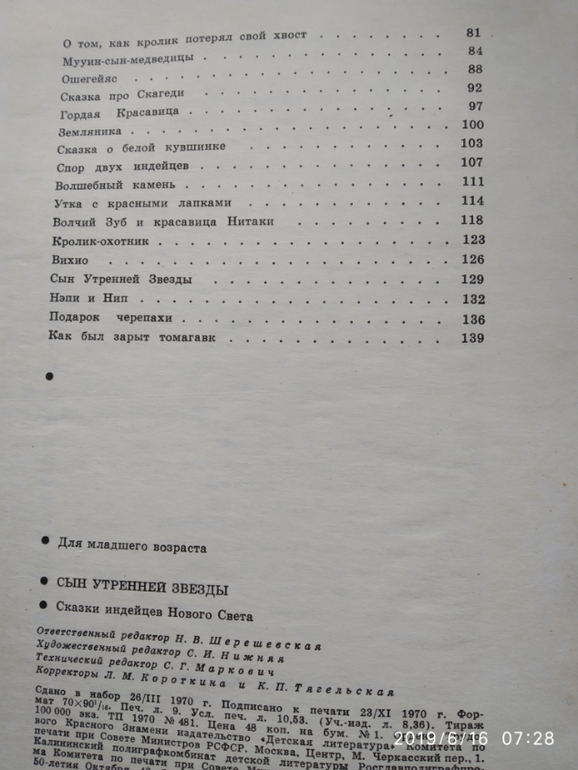 О том, как кролик потерял свой хвост . . . . . . . . 81
Мууин-сын-медведицы . . . . . . . . . . . . . 84
Ошегейяс . . . . . . . . . . . . . . . . 88
Сказка про Скагеди . . . . . . . . . . . . . . 92
Гордая Красавица . . . . . . . . . . . . . . 97
Земляника . . . . . . . . . . . . . . . . 100
Сказка о белой кувшинке . . . . . . . . . . . . 103
Спор двух индейцев . . . . . . . . . . . . . 107
Волшебный камень . . . . . . . . . . . . . . 111
Утка с красными лапками . . . . . . . . . . . . 114
Волчий Зуб и красавица Нитаки . . . . . . . . . 118
Кролик-охотник . . . . . . . . . . . . . . . 123
Вихио . . . . . . . . . . . . . . . . . 126
Сын Утренней Звезды . . . . . . . . . . . . . 129
Нэпи и Нип . . . . . . . . . . . . . . . . 132
Подарок черепахи . . . . . . . . . . . . . . 136
Как был зарыт томагавк . . . . . . . . . . . . 139
● Для младшего возраста
● СЫН УТРЕННЕЙ ЗВЕЗДЫ
● Сказки индейцев Нового Света
Ответственный редактор Н. В. Шерешевская
Художественный редактор С. И. Нижняя
Технический редактор С. Г. Маркович
Корректоры Л. М. Короткина и К. П. Тягельская
Сдано в набор 26/III 1970 г. Подписано к печати 23/XI 1970 г. Фор-
мат 70×90¹/₁₆. Печ. л. 9. Усл. печ. л. 10,53. (Уч.-изд. л. 8,36). Тираж
100 000 экз. ТП 1970 № 481. Цена 48 коп. на бум. № 1.
вого Красного Знамени издательство «Детская литература» Комитета по
печати при Совете Министров РСФСР. Москва, Центр, М. Черкасский пер., 1.
Калининский полиграфкомбинат детской литературы Росглавполиграфпро-
ма Комитета по печати при Совете
50-летия Октября,
2019/6/16 07:28